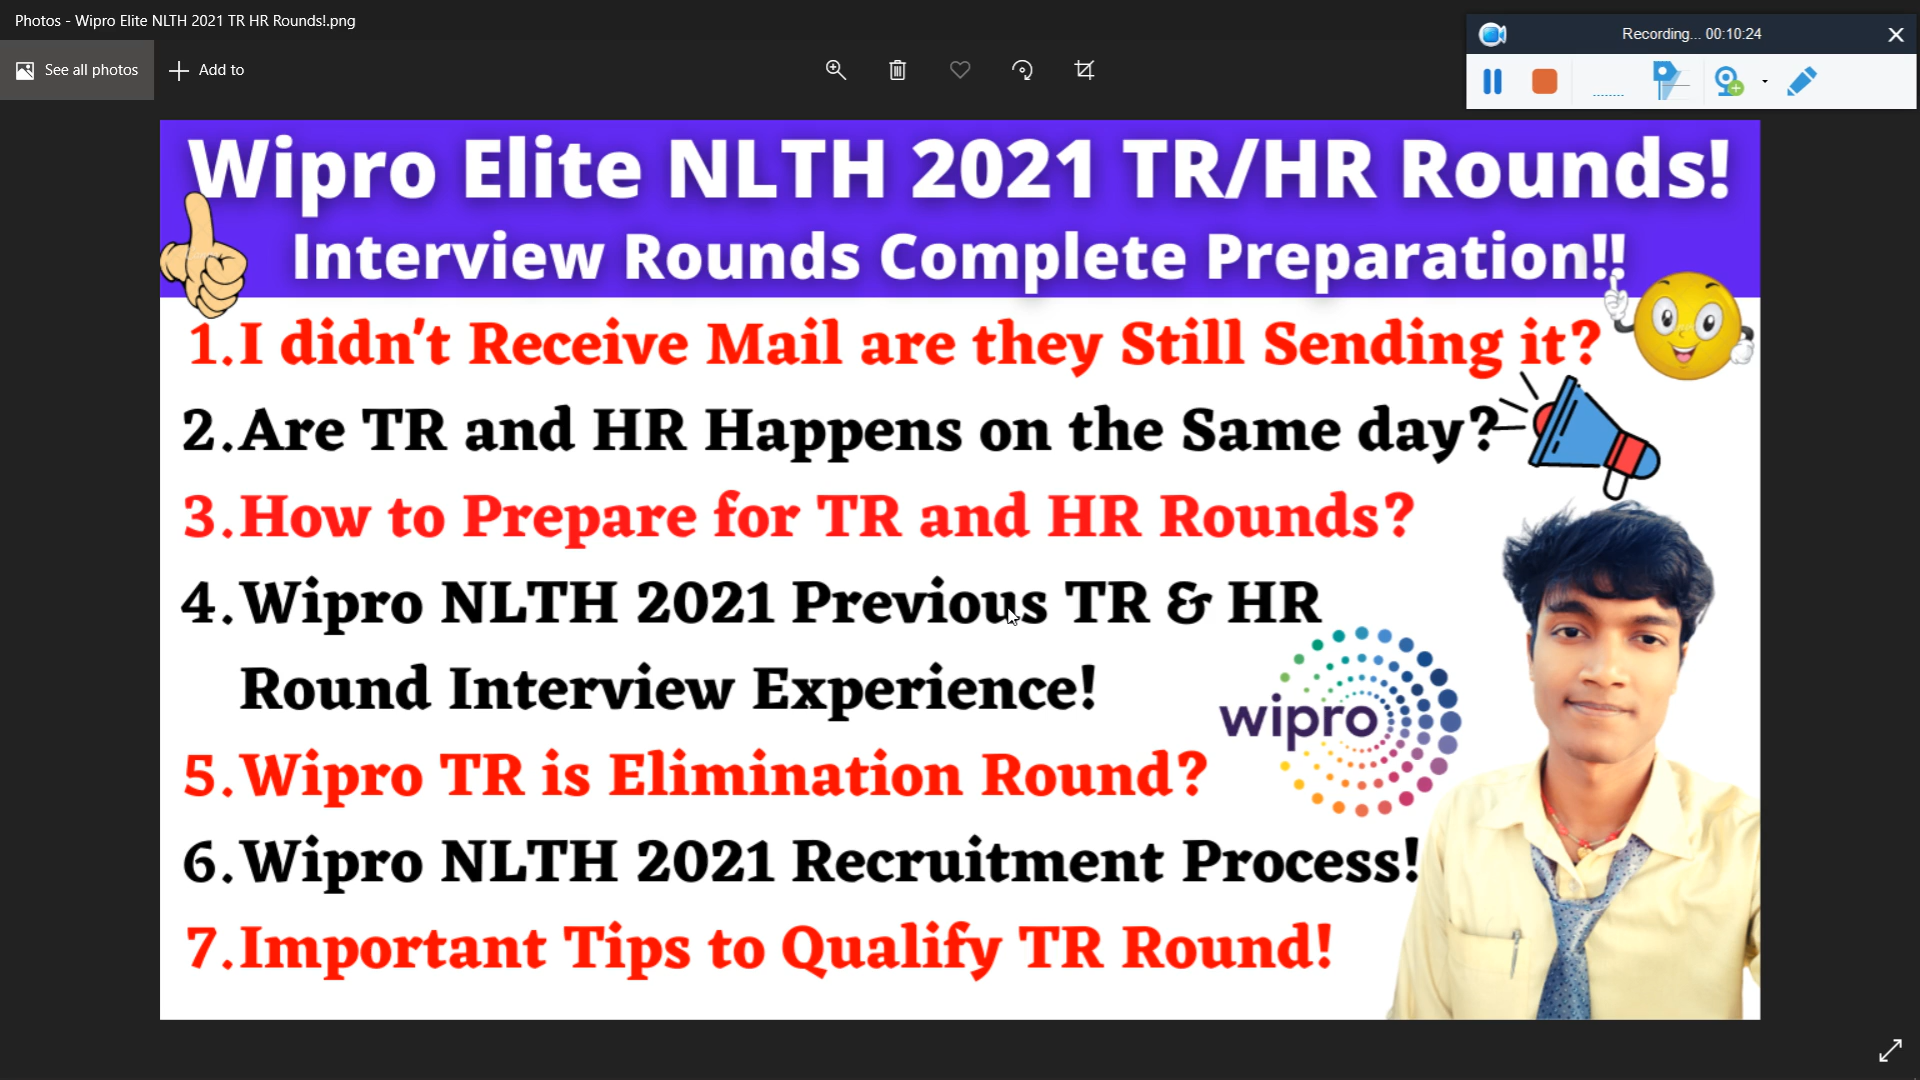 Photos - Wipro Elite NLTH 2021 TR HR Rounds!.png
Recording... 00:10:24
See all photos
Add to
Wipro Elite NLTH 2021 TR/HR Rounds!
Interview Rounds Complete Preparation!!
1.I didn't Receive Mail are they Still Sending it?
2.Are TR and HR Happens on the Same day?
3.How to Prepare for TR and HR Rounds?
4.Wipro NLTH 2021 Previous TR & HR
Round Interview Experience!
wipro
5.Wipro TR is Elimination Round?
6.Wipro NLTH 2021 Recruitment Process!
7.Important Tips to Qualify TR Round!